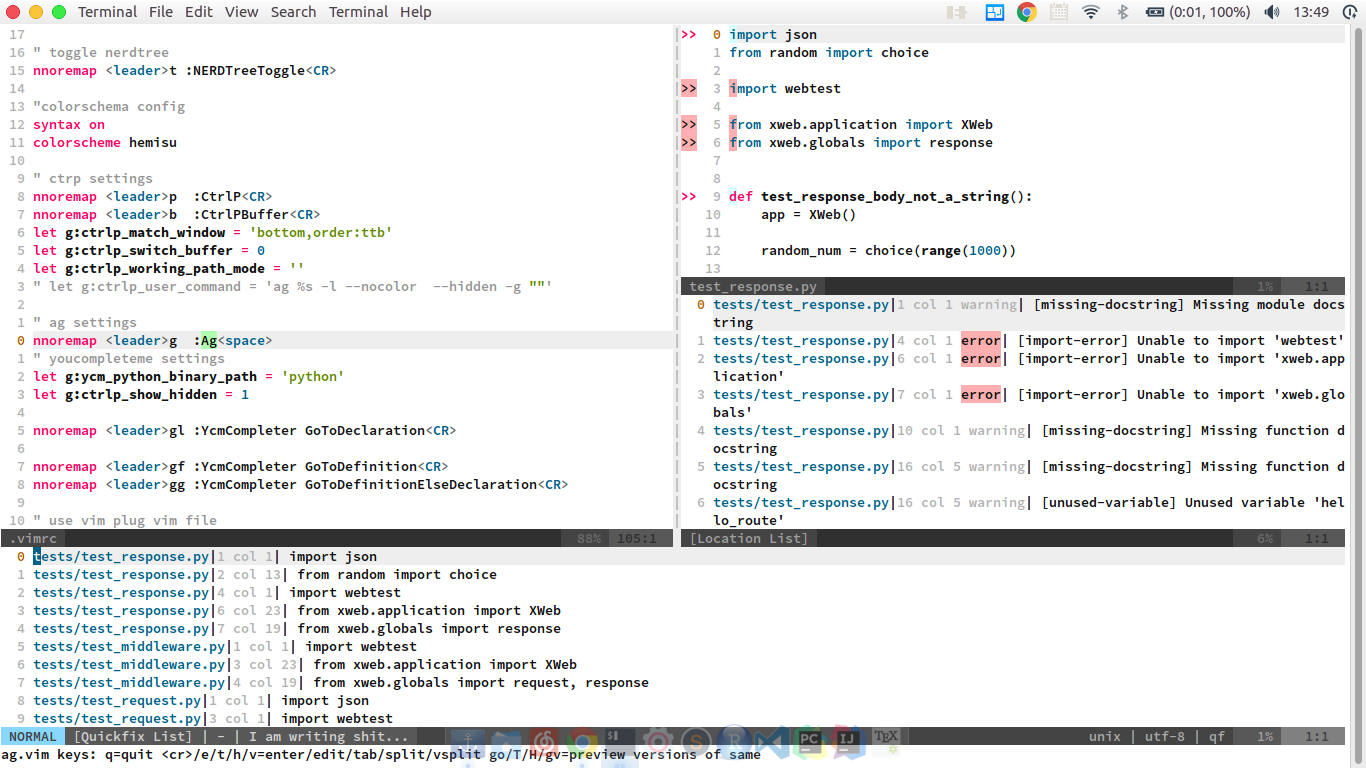 Terminal File Edit View Search Terminal Help (0:01, 100%) 13:49
17
16 " toggle nerdtree
15 nnoremap <leader>t :NERDTreeToggle<CR>
14
13 "colorschema config
12 syntax on
11 colorscheme hemisu
10
9 " ctrp settings
8 nnoremap <leader>p  :CtrlP<CR>
7 nnoremap <leader>b  :CtrlPBuffer<CR>
6 let g:ctrlp_match_window = 'bottom,order:ttb'
5 let g:ctrlp_switch_buffer = 0
4 let g:ctrlp_working_path_mode = ''
3 " let g:ctrlp_user_command = 'ag %s -l --nocolor  --hidden -g ""'
2
1 " ag settings
0 nnoremap <leader>g  :Ag<space>
1 " youcompleteme settings
2 let g:ycm_python_binary_path = 'python'
3 let g:ctrlp_show_hidden = 1
4
5 nnoremap <leader>gl :YcmCompleter GoToDeclaration<CR>
6
7 nnoremap <leader>gf :YcmCompleter GoToDefinition<CR>
8 nnoremap <leader>gg :YcmCompleter GoToDefinitionElseDeclaration<CR>
9
10 " use vim plug vim file
.vimrc 88% 105:1
>> 0 import json
1 from random import choice
2
>> 3 import webtest
4
>> 5 from xweb.application import XWeb
>> 6 from xweb.globals import response
7
8
>> 9 def test_response_body_not_a_string():
10     app = XWeb()
11
12     random_num = choice(range(1000))
13
test_response.py 1% 1:1
0 tests/test_response.py|1 col 1 warning| [missing-docstring] Missing module docs
tring
1 tests/test_response.py|4 col 1 error| [import-error] Unable to import 'webtest'
2 tests/test_response.py|6 col 1 error| [import-error] Unable to import 'xweb.app
lication'
3 tests/test_response.py|7 col 1 error| [import-error] Unable to import 'xweb.glo
bals'
4 tests/test_response.py|10 col 1 warning| [missing-docstring] Missing function d
ocstring
5 tests/test_response.py|16 col 5 warning| [missing-docstring] Missing function d
ocstring
6 tests/test_response.py|16 col 5 warning| [unused-variable] Unused variable 'hel
lo_route'
[Location List] 6% 1:1
0 tests/test_response.py|1 col 1| import json
1 tests/test_response.py|2 col 13| from random import choice
2 tests/test_response.py|4 col 1| import webtest
3 tests/test_response.py|6 col 23| from xweb.application import XWeb
4 tests/test_response.py|7 col 19| from xweb.globals import response
5 tests/test_middleware.py|1 col 1| import webtest
6 tests/test_middleware.py|3 col 23| from xweb.application import XWeb
7 tests/test_middleware.py|4 col 19| from xweb.globals import request, response
8 tests/test_request.py|1 col 1| import json
9 tests/test_request.py|3 col 1| import webtest
NORMAL [Quickfix List] | - | I am writing shit... $ S R PC IJ TEX unix | utf-8 | qf 1% 1:1
ag.vim keys: q=quit <cr>/e/t/h/v=enter/edit/tab/split/vsplit go/T/H/gv=preview versions of same